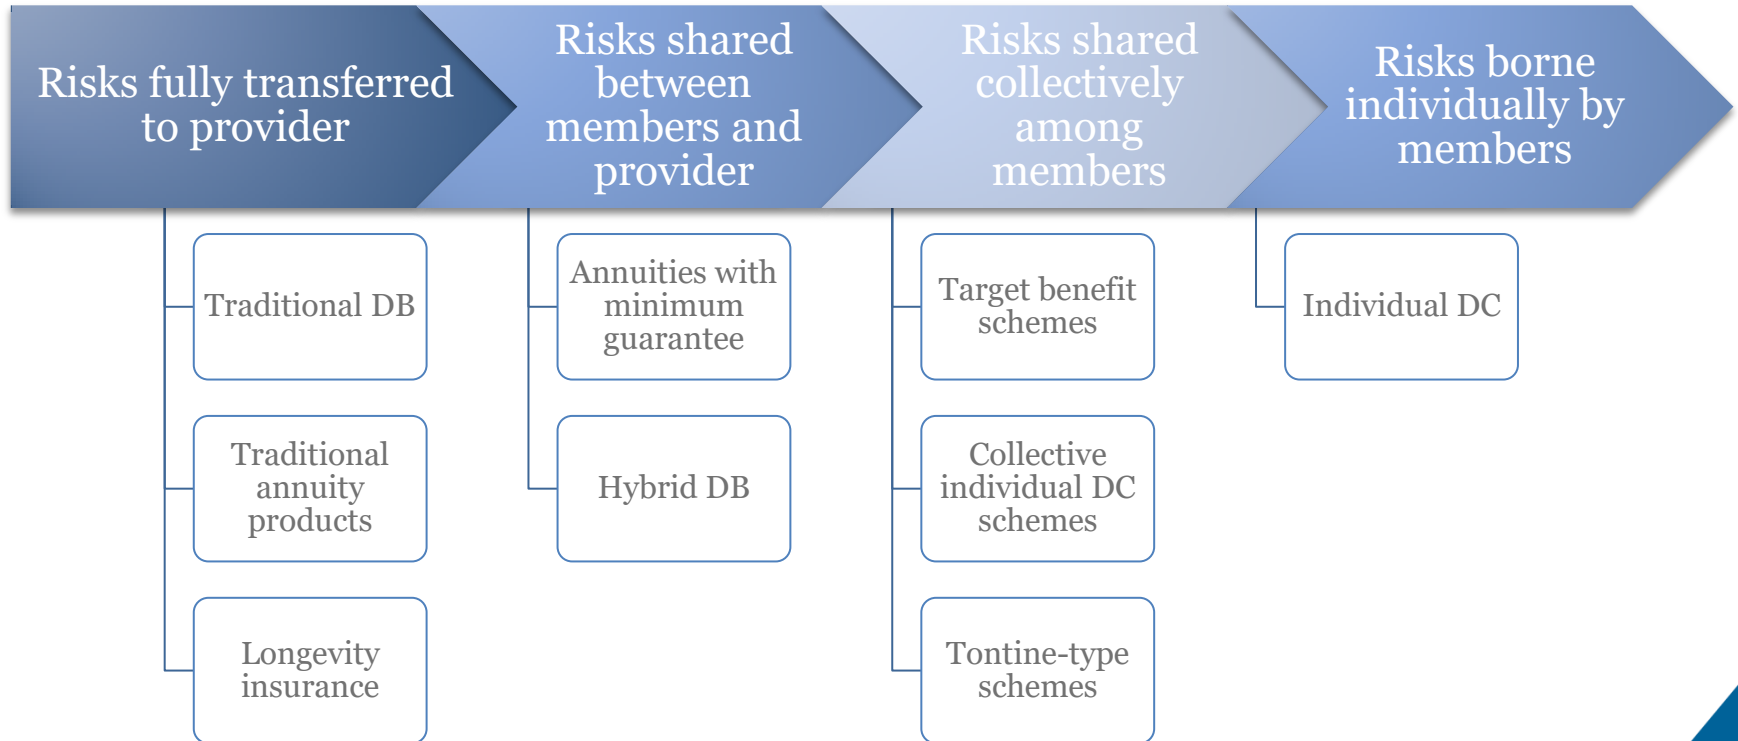 Risks fully transferred
to provider
Risks shared
between
members and
provider
Risks shared
collectively
among
members
Risks borne
individually by
members
Traditional DB
Traditional
annuity
products
Longevity
insurance
Annuities with
minimum
guarantee
Hybrid DB
Target benefit
schemes
Collective
individual DC
schemes
Tontine-type
schemes
Individual DC